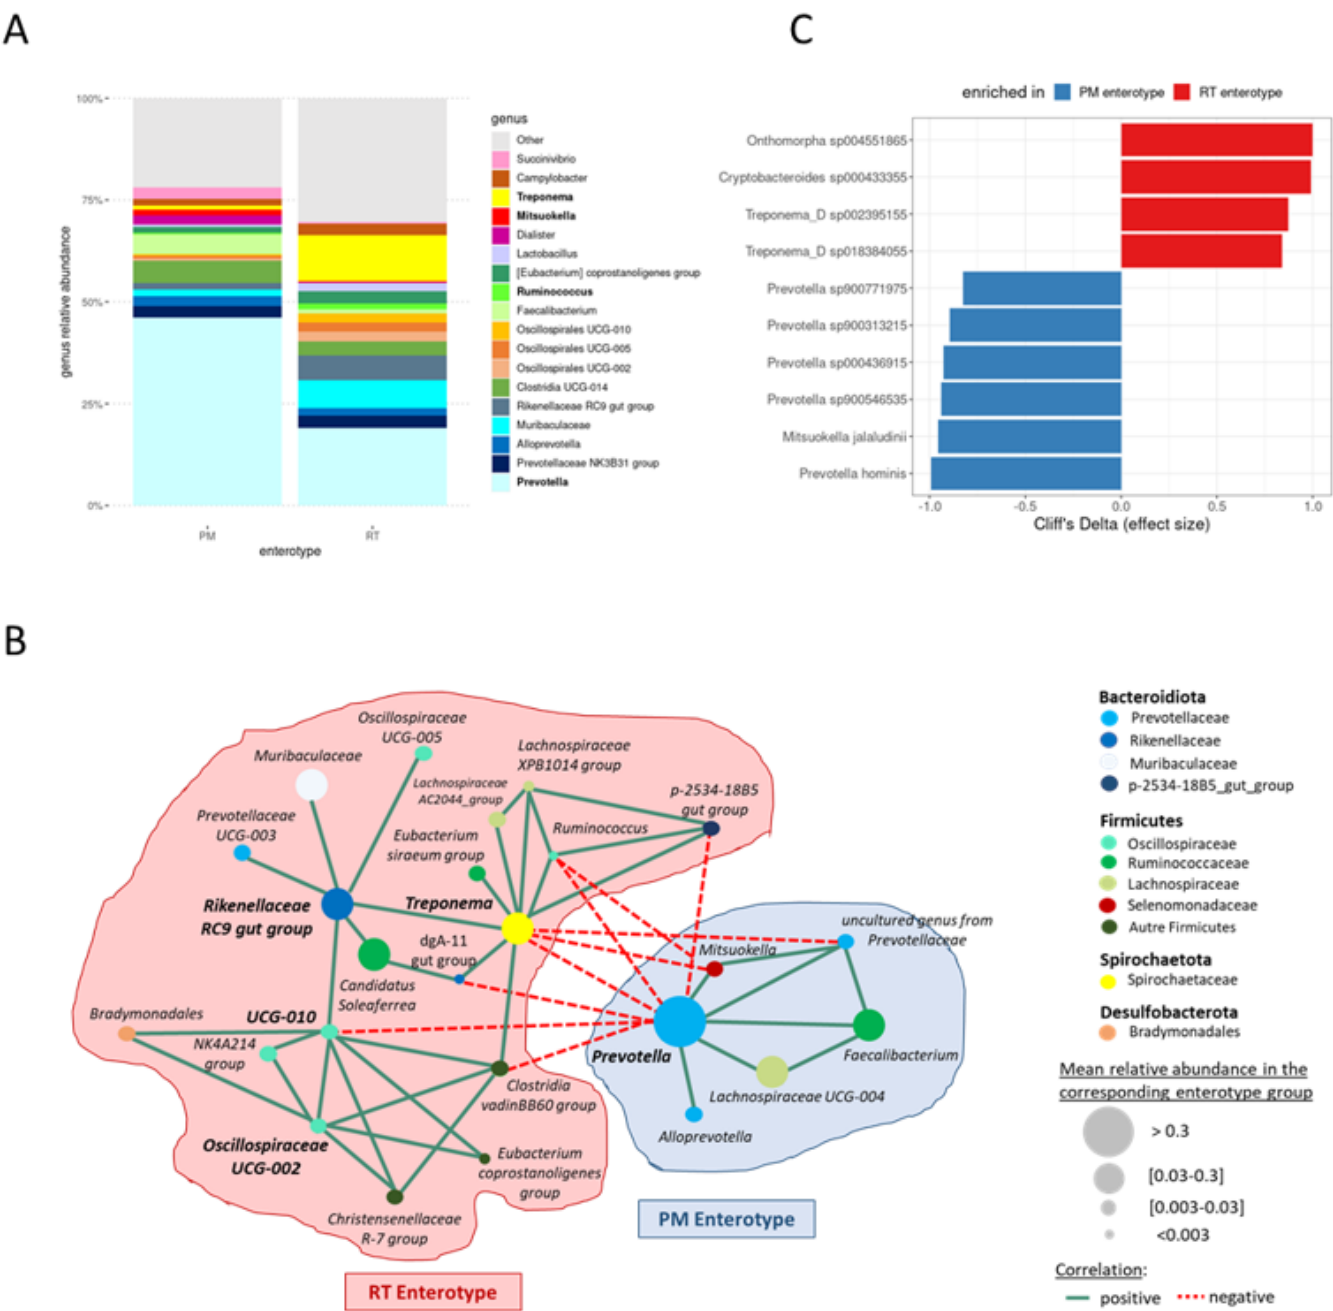 A
100%
75%
50%
25%
0%
genus relative abundance
PM
RT
enterotype
genus
Other
Succinivibrio
Campylobacter
Treponema
Mitsuokella
Dialister
Lactobacillus
[Eubacterium] coprostanoligenes group
Ruminococcus
Faecalibacterium
Oscillospirales UCG-010
Oscillospirales UCG-005
Oscillospirales UCG-002
Clostridia UCG-014
Rikenellaceae RC9 gut group
Muribaculaceae
Alloprevotella
Prevotellaceae NK3B31 group
Prevotella
C
enriched in PM enterotype RT enterotype
Onthomorpha sp004551865
Cryptobacteroides sp000433355
Treponema_D sp002395155
Treponema_D sp018384055
Prevotella sp900771975
Prevotella sp900313215
Prevotella sp000436915
Prevotella sp900546535
Mitsuokella jalaludinii
Prevotella hominis
-1.0 -0.5 0.0 0.5 1.0
Cliff's Delta (effect size)
B
Oscillospiraceae
UCG-005
Muribaculaceae
Lachnospiraceae
XPB1014 group
Lachnospiraceae
AC2044_group
p-2534-18B5
gut group
Prevotellaceae
UCG-003
Eubacterium
siraeum group
Ruminococcus
Rikenellaceae
RC9 gut group
Treponema
dgA-11
gut group
Candidatus
Soleaferrea
Bradymonadales
UCG-010
NK4A214
group
Clostridia
vadinBB60 group
Oscillospiraceae
UCG-002
Eubacterium
coprostanoligenes
group
Christensenellaceae
R-7 group
RT Enterotype
uncultured genus from
Prevotellaceae
Mitsuokella
Prevotella
Faecalibacterium
Lachnospiraceae UCG-004
Alloprevotella
PM Enterotype
Bacteroidiota
Prevotellaceae
Rikenellaceae
Muribaculaceae
p-2534-18B5_gut_group
Firmicutes
Oscillospiraceae
Ruminococcaceae
Lachnospiraceae
Selenomonadaceae
Autre Firmicutes
Spirochaetota
Spirochaetaceae
Desulfobacterota
Bradymonadales
Mean relative abundance in the
corresponding enterotype group
> 0.3
[0.03-0.3]
[0.003-0.03]
<0.003
Correlation:
positive negative